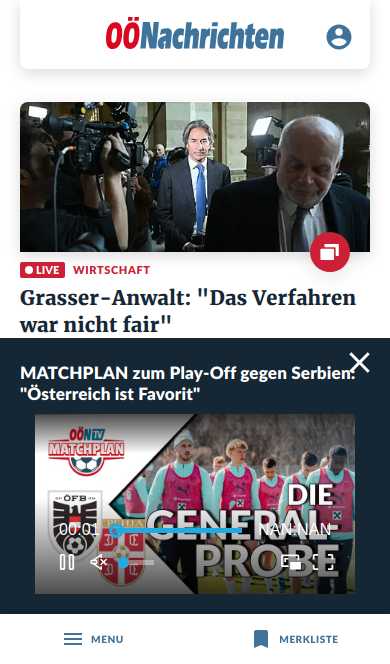 OÖNachrichten
LIVE WIRTSCHAFT
Grasser-Anwalt: "Das Verfahren
war nicht fair"
MATCHPLAN zum Play-Off gegen Serbien:
"Österreich ist Favorit"
OÖN TV
MATCHPLAN
ÖFB
DIE
GENERAL-
PROBE
00:01
NAN:NAN
MENU
MERKLISTE